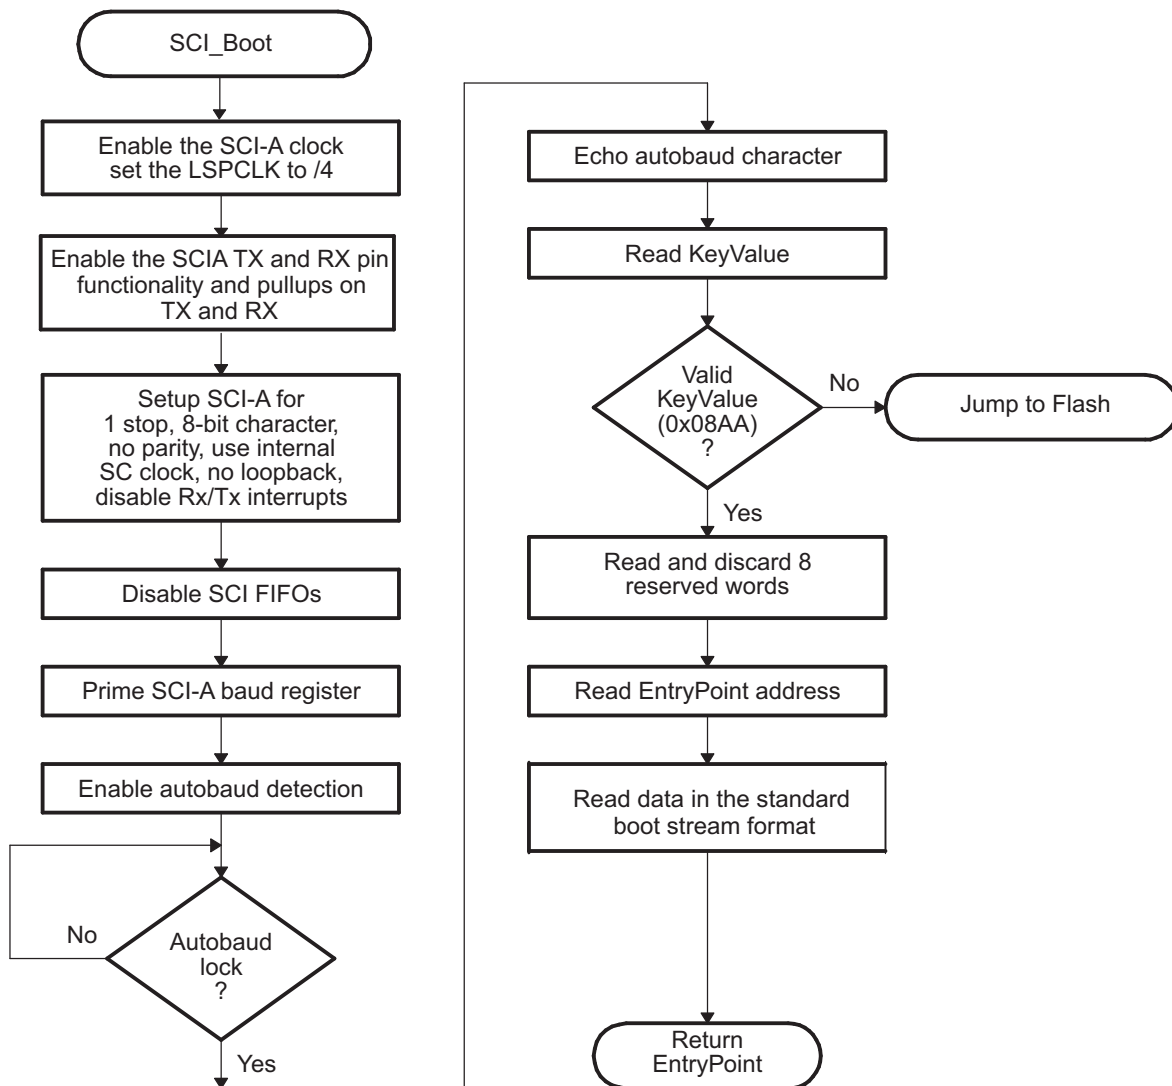 SCI_Boot
Enable the SCI-A clock
set the LSPCLK to /4
Enable the SCIA TX and RX pin
functionality and pullups on
TX and RX
Setup SCI-A for
1 stop, 8-bit character,
no parity, use internal
SC clock, no loopback,
disable Rx/Tx interrupts
Disable SCI FIFOs
Prime SCI-A baud register
Enable autobaud detection
No
Autobaud
lock
?
Yes
Echo autobaud character
Read KeyValue
Valid
KeyValue
(0x08AA)
?
No
Jump to Flash
Yes
Read and discard 8
reserved words
Read EntryPoint address
Read data in the standard
boot stream format
Return
EntryPoint